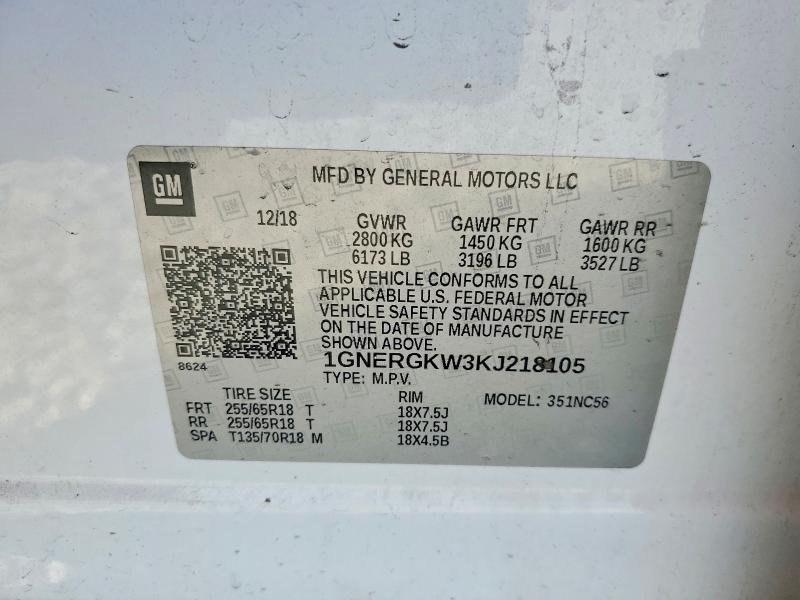 GM
MFD BY GENERAL MOTORS LLC
12/18 GVWR GAWR FRT GAWR RR
2800 KG 1450 KG 1600 KG
6173 LB 3196 LB 3527 LB
THIS VEHICLE CONFORMS TO ALL
APPLICABLE U.S. FEDERAL MOTOR
VEHICLE SAFETY STANDARDS IN EFFECT
ON THE DATE OF MANUFACTURE
SHOWN ABOVE.
8624
1GNERGKW3KJ218105
TYPE: M.P.V.
TIRE SIZE RIM MODEL: 351NC56
FRT 255/65R18 T 18X7.5J
RR 255/65R18 T 18X7.5J
SPA T135/70R18 M 18X4.5B